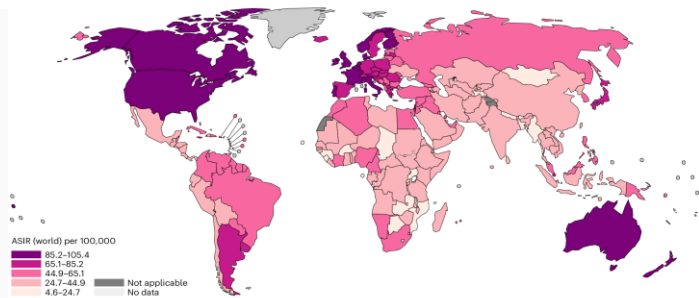 ASIR (world) per 100,000
85.2–105.4
65.1–85.2
44.9–65.1
24.7–44.9 Not applicable
4.6–24.7 No data